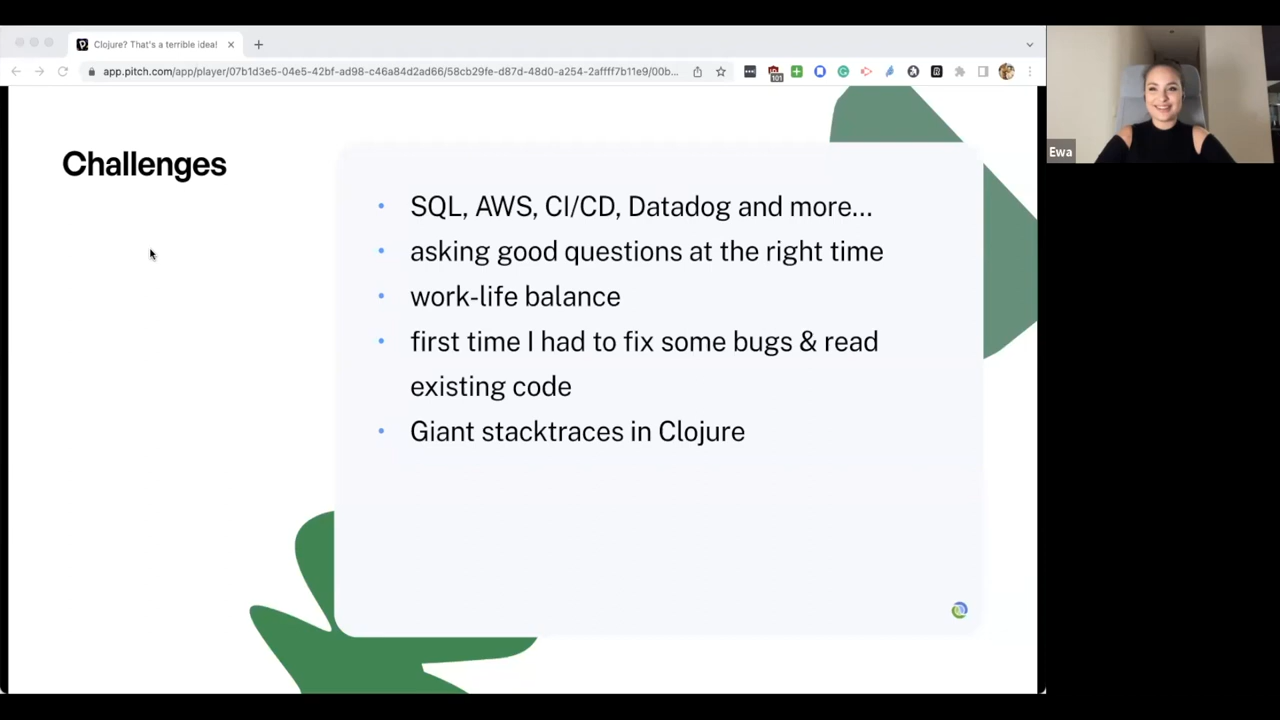 Clojure? That's a terrible idea!
app.pitch.com/app/player/07b1d3e5-04e5-42bf-ad98-c46a84d2ad66/58cb29fe-d87d-48d0-a254-2affff7b11e9/00b...
101
Ewa
Challenges
• SQL, AWS, CI/CD, Datadog and more...
• asking good questions at the right time
• work-life balance
• first time I had to fix some bugs & read
existing code
• Giant stacktraces in Clojure